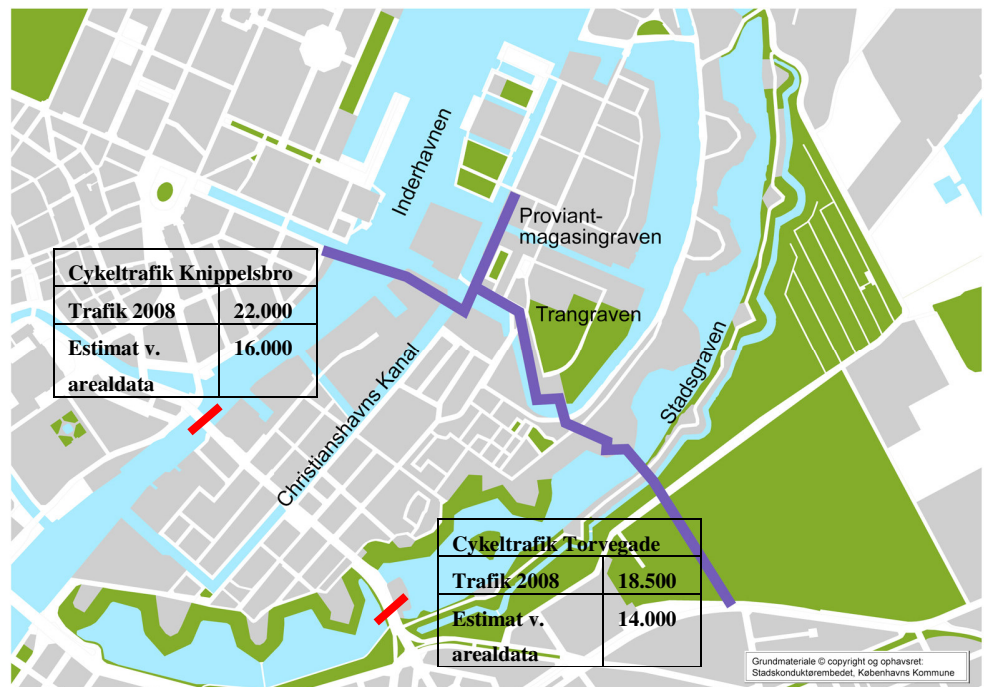 Inderhavnen
Proviant-
magasingraven
Cykeltrafik Knippelsbro
Trafik 2008 22.000
Estimat v. 16.000
arealdata
Trangraven
Christianshavns Kanal
Stadsgraven
Cykeltrafik Torvegade
Trafik 2008 18.500
Estimat v. 14.000
arealdata
Grundmateriale © copyright og ophavsret:
Stadskonduktørembedet, Københavns Kommune